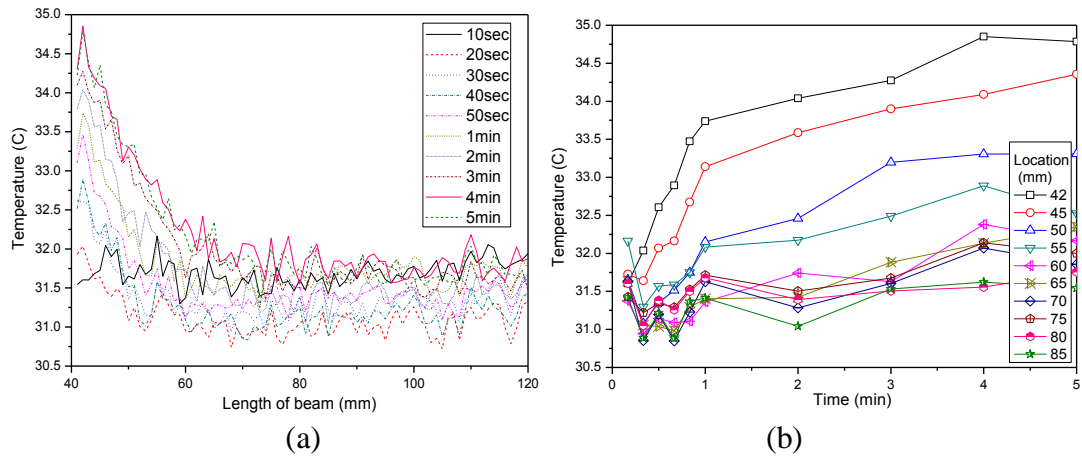 35.0
34.5
34.0
33.5
33.0
32.5
32.0
31.5
31.0
30.5
Temperature (C)
40
60
80
100
120
Length of beam (mm)
10sec
20sec
30sec
40sec
50sec
1min
2min
3min
4min
5min
(a)
35.0
34.5
34.0
33.5
33.0
32.5
32.0
31.5
31.0
30.5
Temperature (C)
0
1
2
3
4
5
Time (min)
Location
(mm)
42
45
50
55
60
65
70
75
80
85
(b)